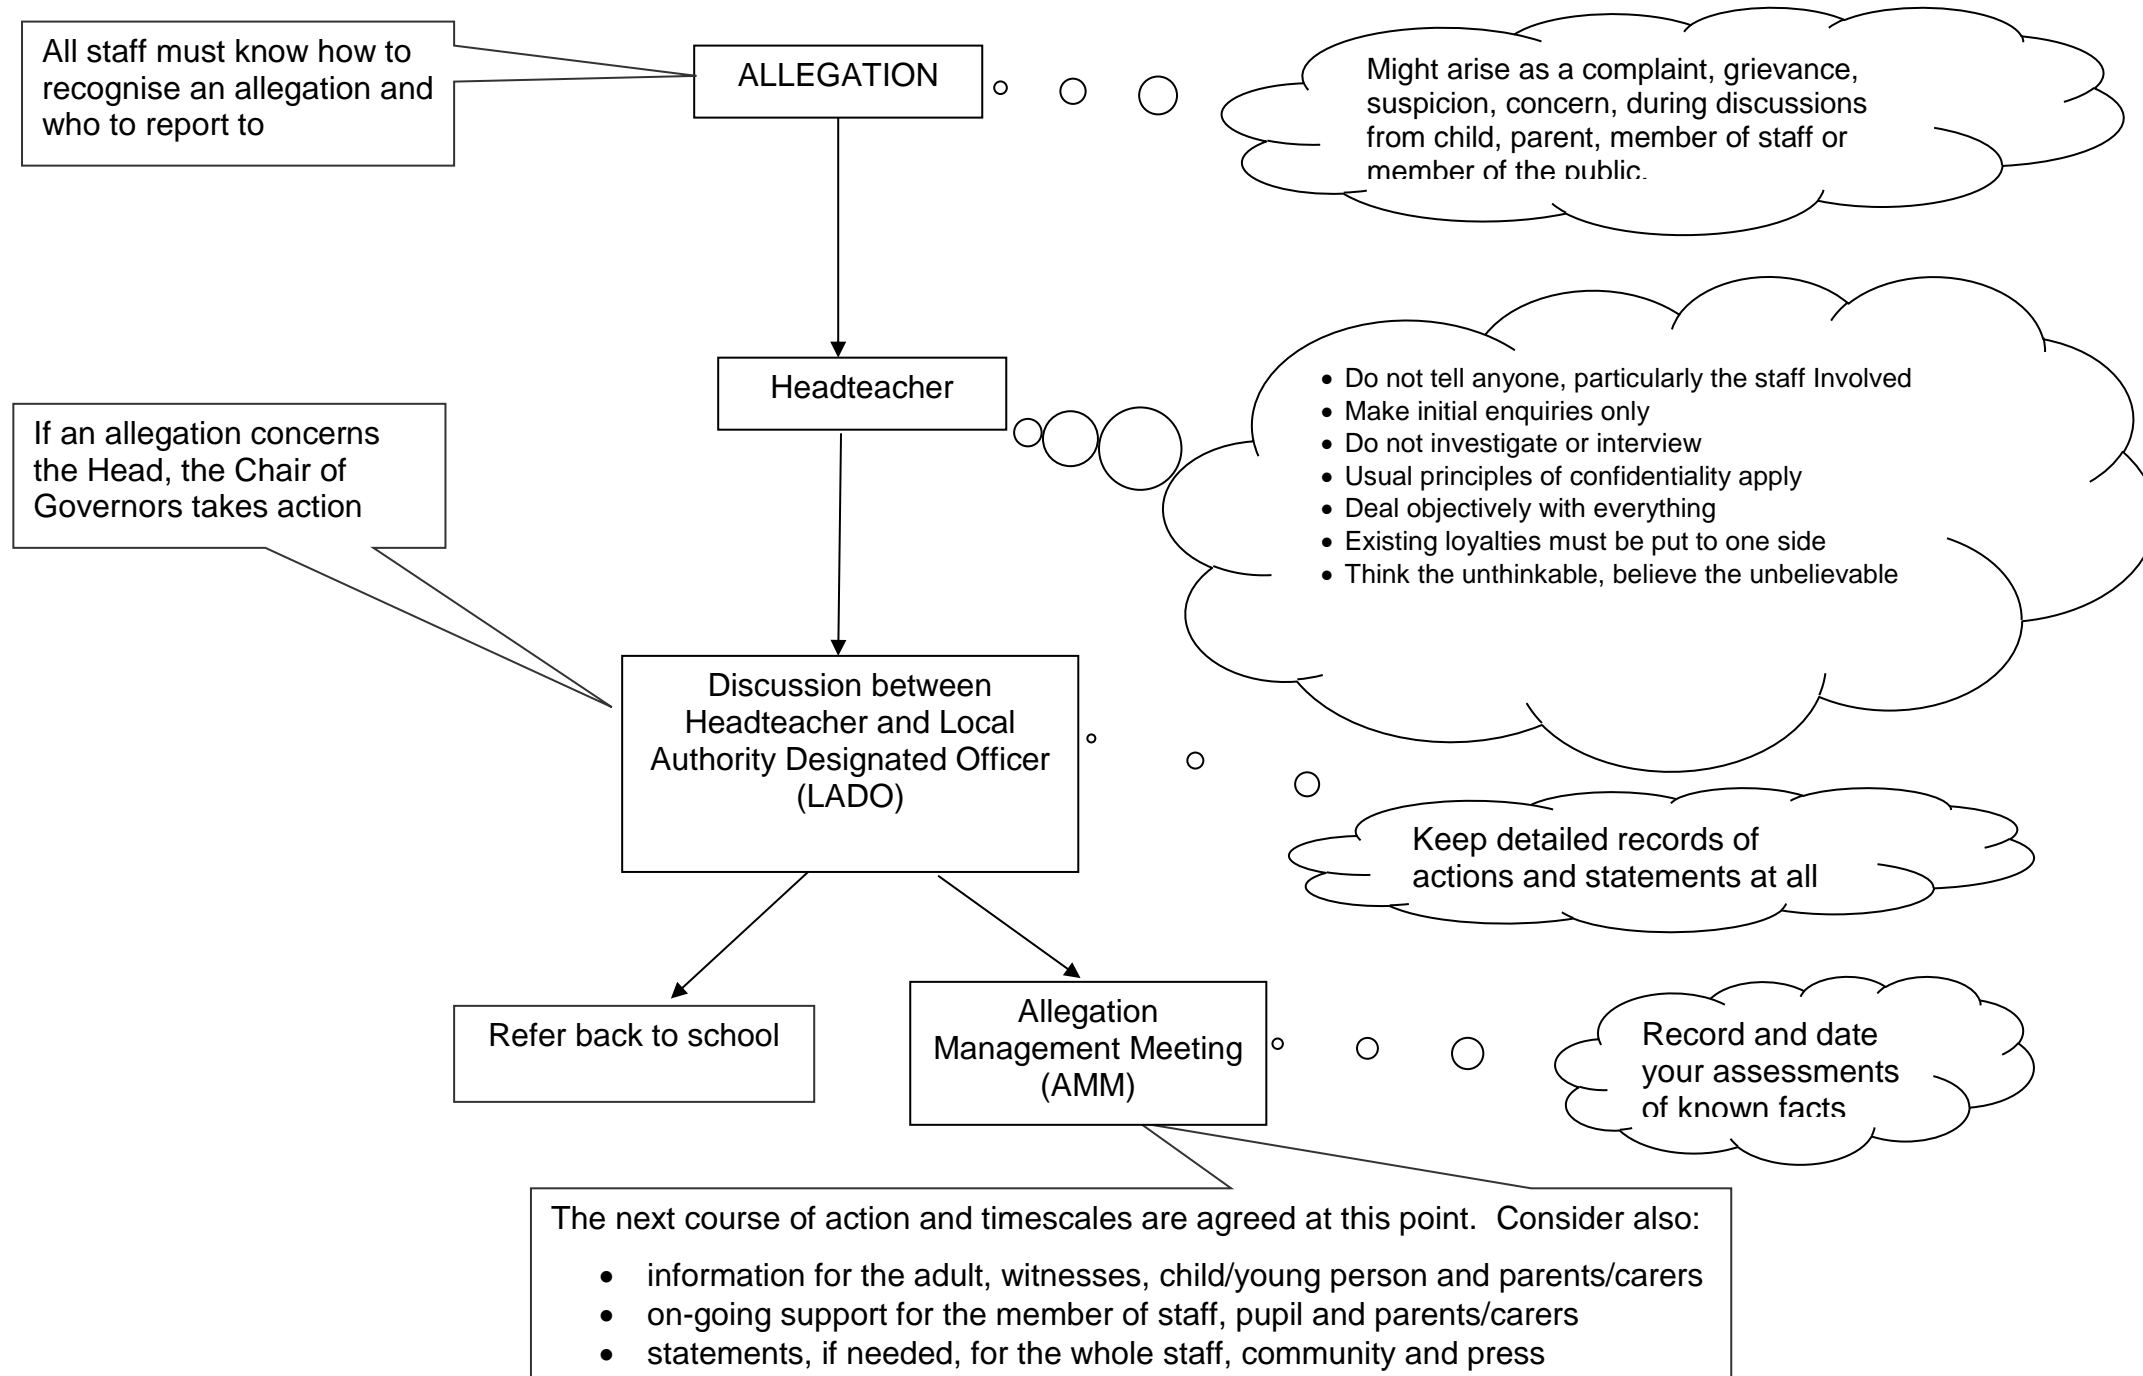 All staff must know how to
recognise an allegation and
who to report to
ALLEGATION
Might arise as a complaint, grievance,
suspicion, concern, during discussions
from child, parent, member of staff or
member of the public.
Headteacher
• Do not tell anyone, particularly the staff Involved
• Make initial enquiries only
• Do not investigate or interview
• Usual principles of confidentiality apply
• Deal objectively with everything
• Existing loyalties must be put to one side
• Think the unthinkable, believe the unbelievable
If an allegation concerns
the Head, the Chair of
Governors takes action
Discussion between
Headteacher and Local
Authority Designated Officer
(LADO)
Keep detailed records of
actions and statements at all
Refer back to school
Allegation
Management Meeting
(AMM)
Record and date
your assessments
of known facts
The next course of action and timescales are agreed at this point.  Consider also:
• information for the adult, witnesses, child/young person and parents/carers
• on-going support for the member of staff, pupil and parents/carers
• statements, if needed, for the whole staff, community and press